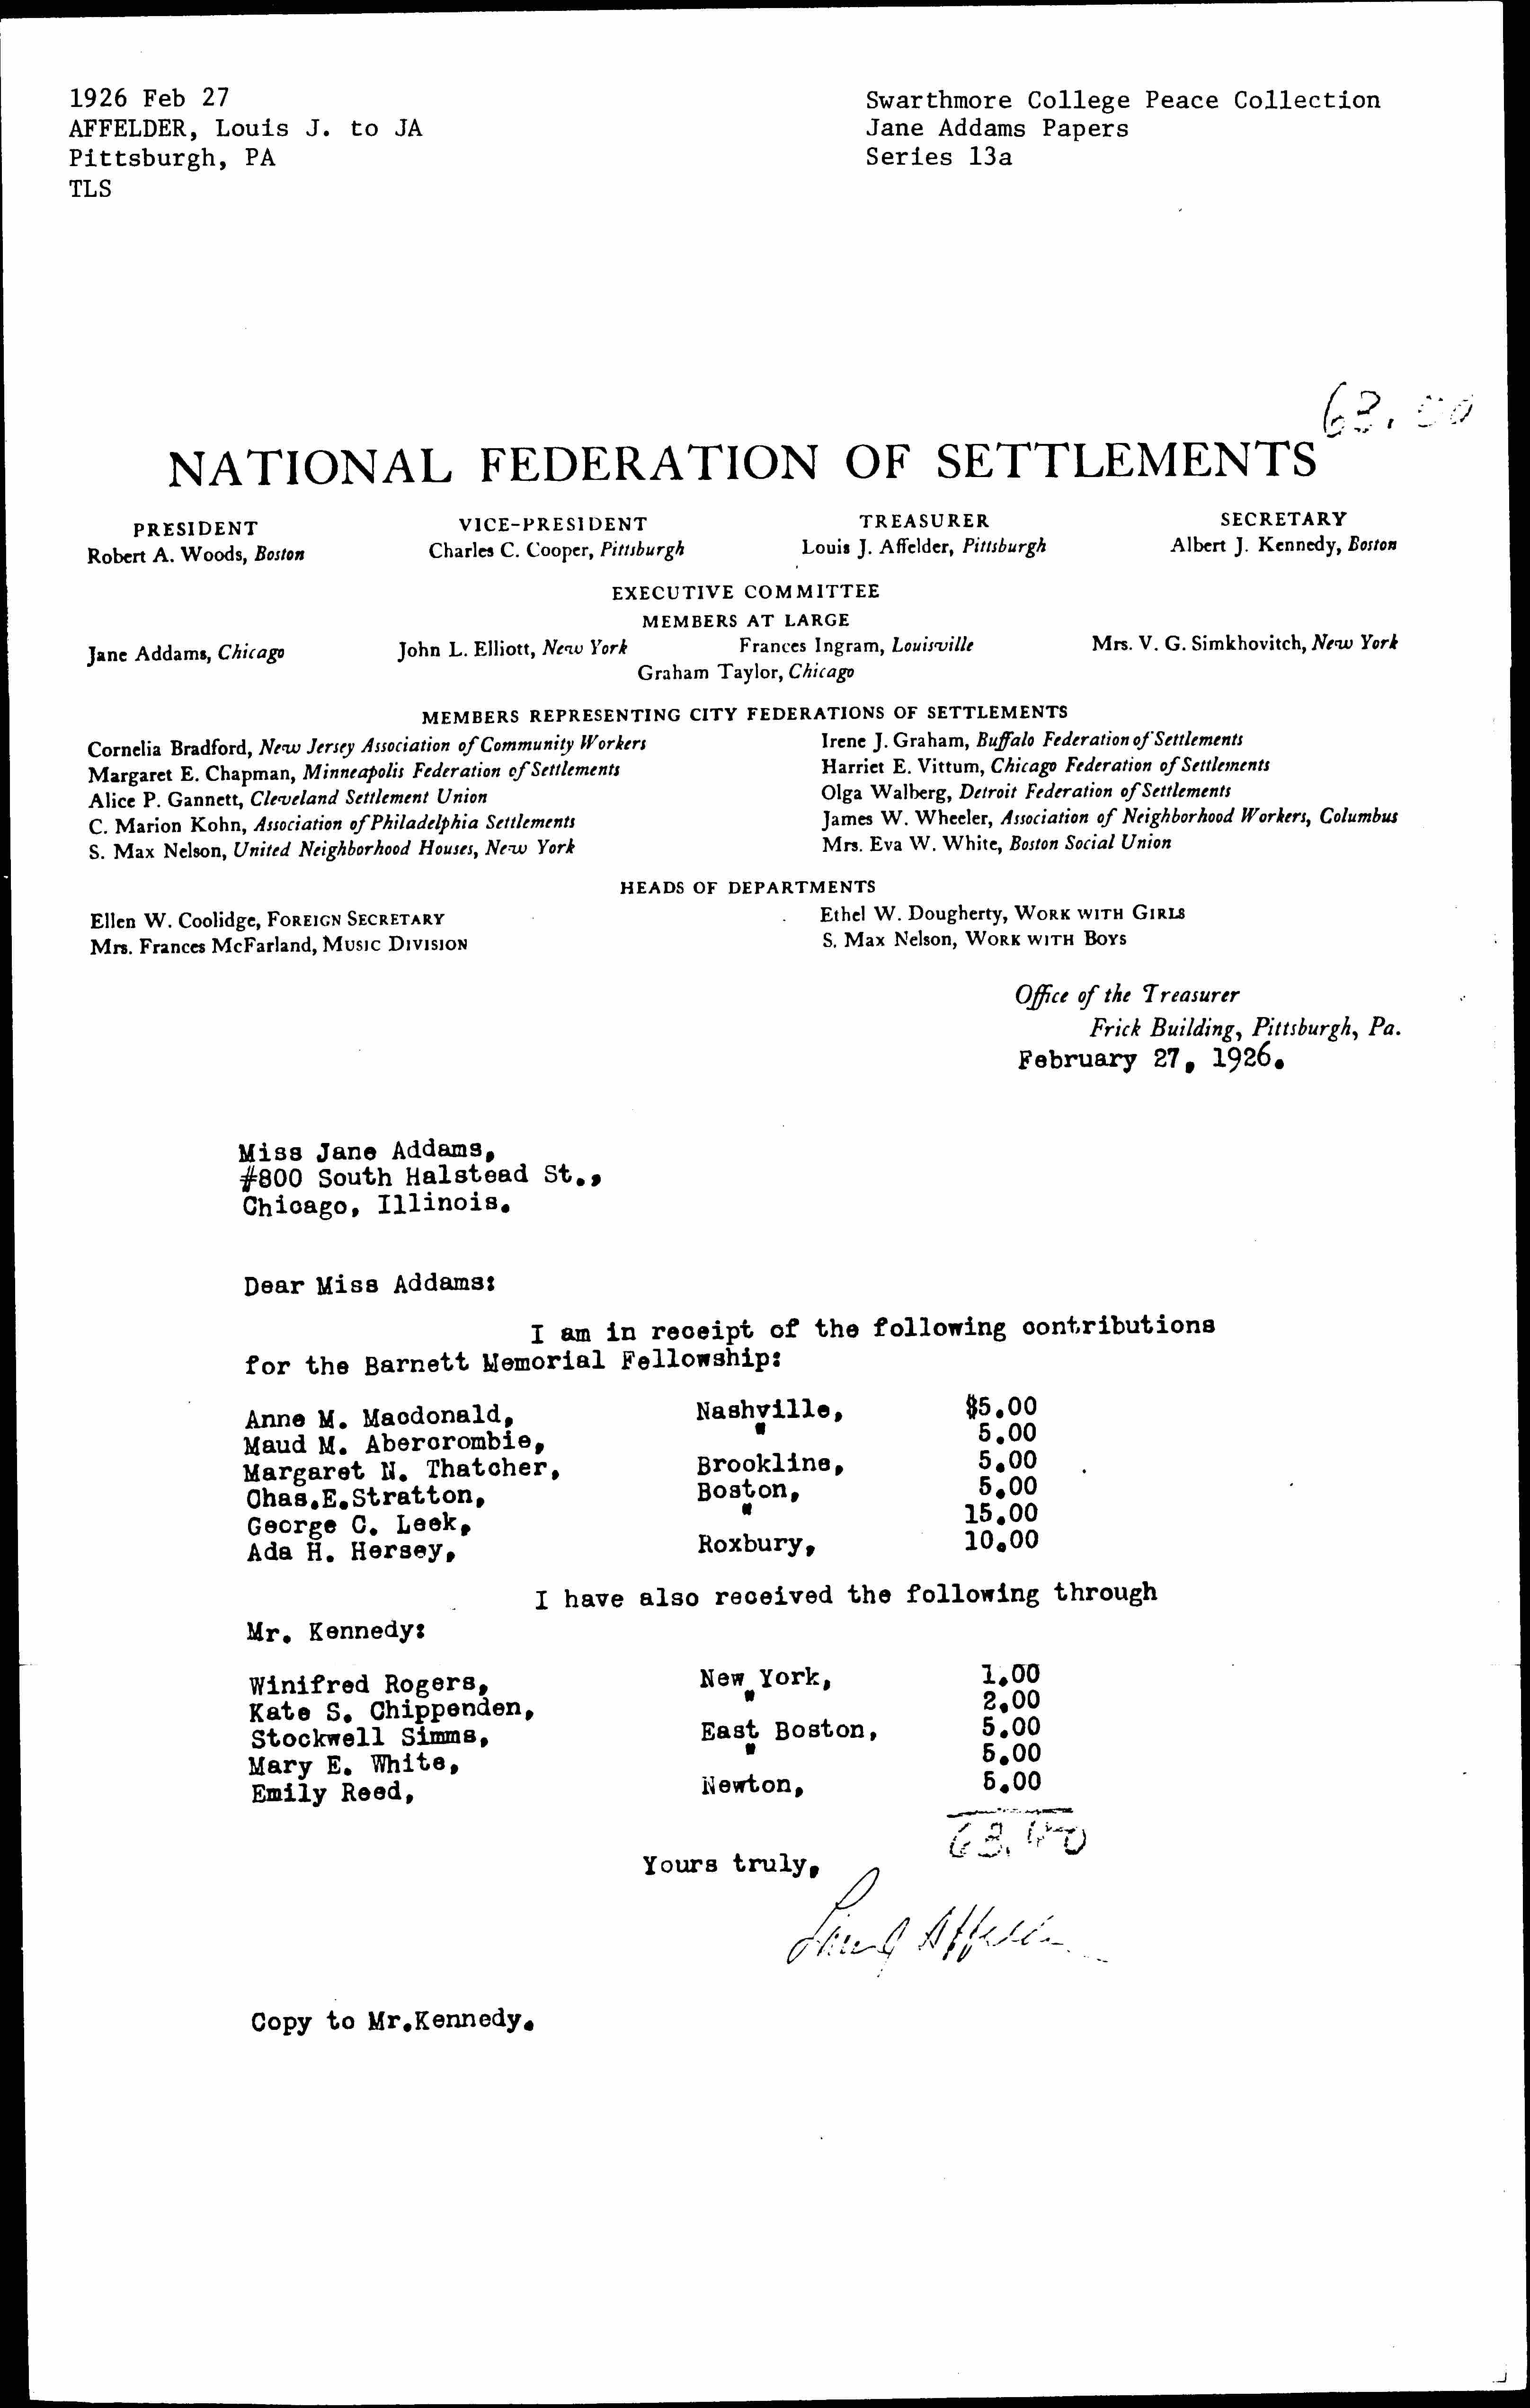 1926 Feb 27
AFFELDER, Louis J. to JA
Pittsburgh, PA
TLS
Swarthmore College Peace Collection
Jane Addams Papers
Series 13a
63.00
NATIONAL FEDERATION OF SETTLEMENTS
PRESIDENT VICE-PRESIDENT TREASURER SECRETARY
Robert A. Woods, Boston Charles C. Cooper, Pittsburgh Louis J. Affelder, Pittsburgh Albert J. Kennedy, Boston
EXECUTIVE COMMITTEE
MEMBERS AT LARGE
Jane Addams, Chicago John L. Elliott, New York Frances Ingram, Louisville Mrs. V. G. Simkhovitch, New York
Graham Taylor, Chicago
MEMBERS REPRESENTING CITY FEDERATIONS OF SETTLEMENTS
Cornelia Bradford, New Jersey Association of Community Workers
Margaret E. Chapman, Minneapolis Federation of Settlements
Alice P. Gannett, Cleveland Settlement Union
C. Marion Kohn, Association of Philadelphia Settlements
S. Max Nelson, United Neighborhood Houses, New York
Irene J. Graham, Buffalo Federation of Settlements
Harriet E. Vittum, Chicago Federation of Settlements
Olga Walberg, Detroit Federation of Settlements
James W. Wheeler, Association of Neighborhood Workers, Columbus
Mrs. Eva W. White, Boston Social Union
HEADS OF DEPARTMENTS
Ellen W. Coolidge, FOREIGN SECRETARY
Mrs. Frances McFarland, MUSIC DIVISION
Ethel W. Dougherty, WORK WITH GIRLS
S. Max Nelson, WORK WITH BOYS
Office of the Treasurer
Frick Building, Pittsburgh, Pa.
February 27, 1926.
Miss Jane Addams,
#800 South Halstead St.,
Chicago, Illinois.
Dear Miss Addams:
I am in receipt of the following contributions
for the Barnett Memorial Fellowship:
Anne M. Macdonald, Nashville, $5.00
Maud M. Abercrombie, " 5.00
Margaret N. Thatcher, Brookline, 5.00
Chas.E.Stratton, Boston, 5.00
George C. Leek, " 15.00
Ada H. Hersey, Roxbury, 10.00
I have also received the following through
Mr. Kennedy:
Winifred Rogers, New York, 1.00
Kate S. Chippenden, " 2.00
Stockwell Simms, East Boston, 5.00
Mary E. White, " 5.00
Emily Reed, Newton, 5.00
63.00
Yours truly,
Louis J Affelder
Copy to Mr.Kennedy.